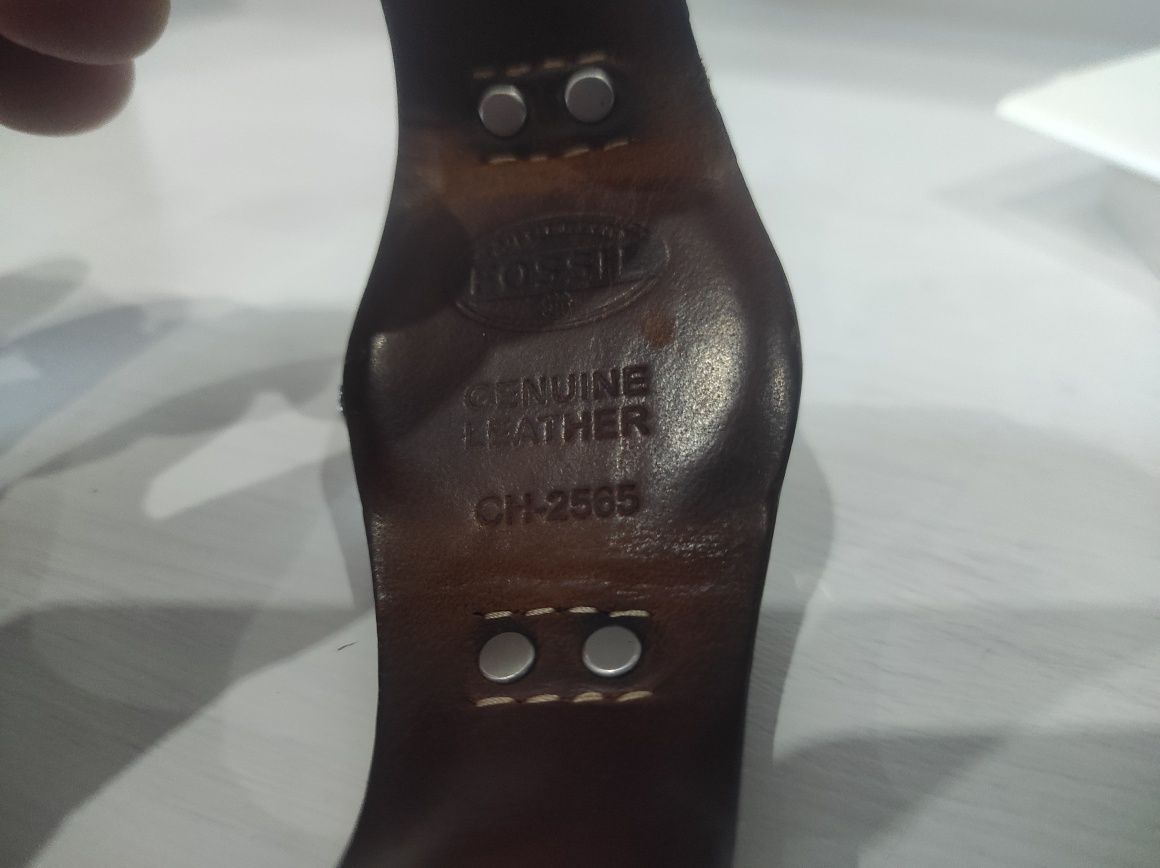 FOSSIL
GENUINE
LEATHER
CH-2565